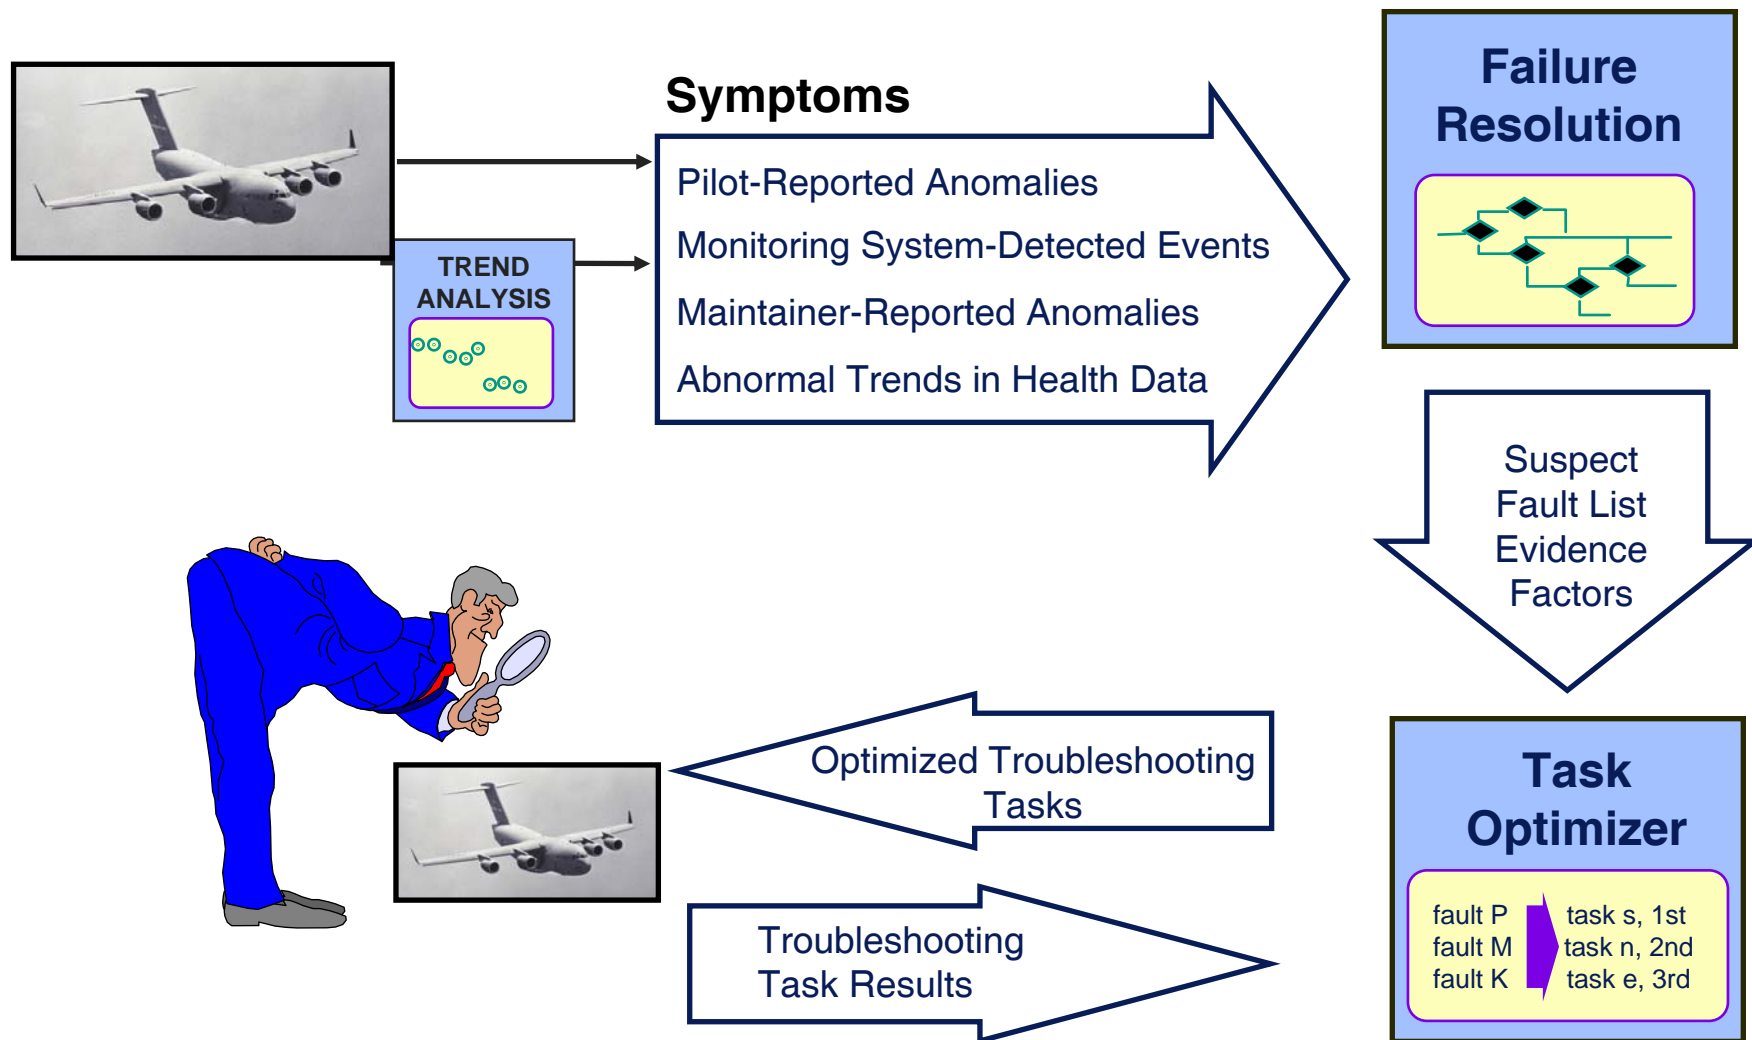 Symptoms
Pilot-Reported Anomalies
Monitoring System-Detected Events
Maintainer-Reported Anomalies
Abnormal Trends in Health Data
TREND
ANALYSIS
Failure
Resolution
Suspect
Fault List
Evidence
Factors
Task
Optimizer
fault P task s, 1st
fault M task n, 2nd
fault K task e, 3rd
Optimized Troubleshooting
Tasks
Troubleshooting
Task Results